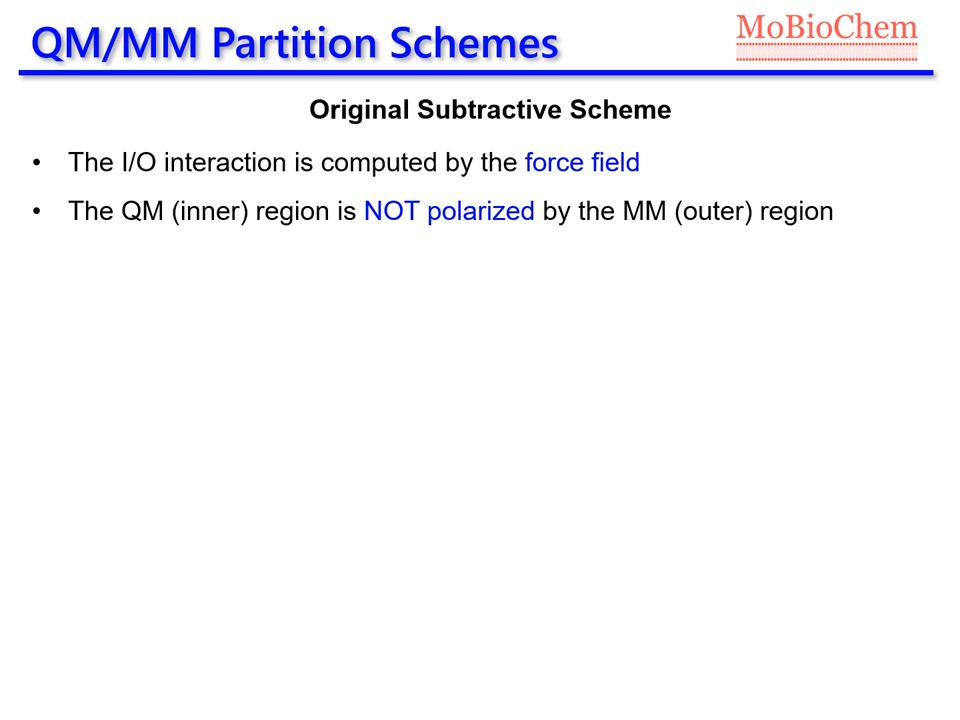 QM/MM Partition Schemes
MoBioChem
Original Subtractive Scheme
• The I/O interaction is computed by the force field
• The QM (inner) region is NOT polarized by the MM (outer) region